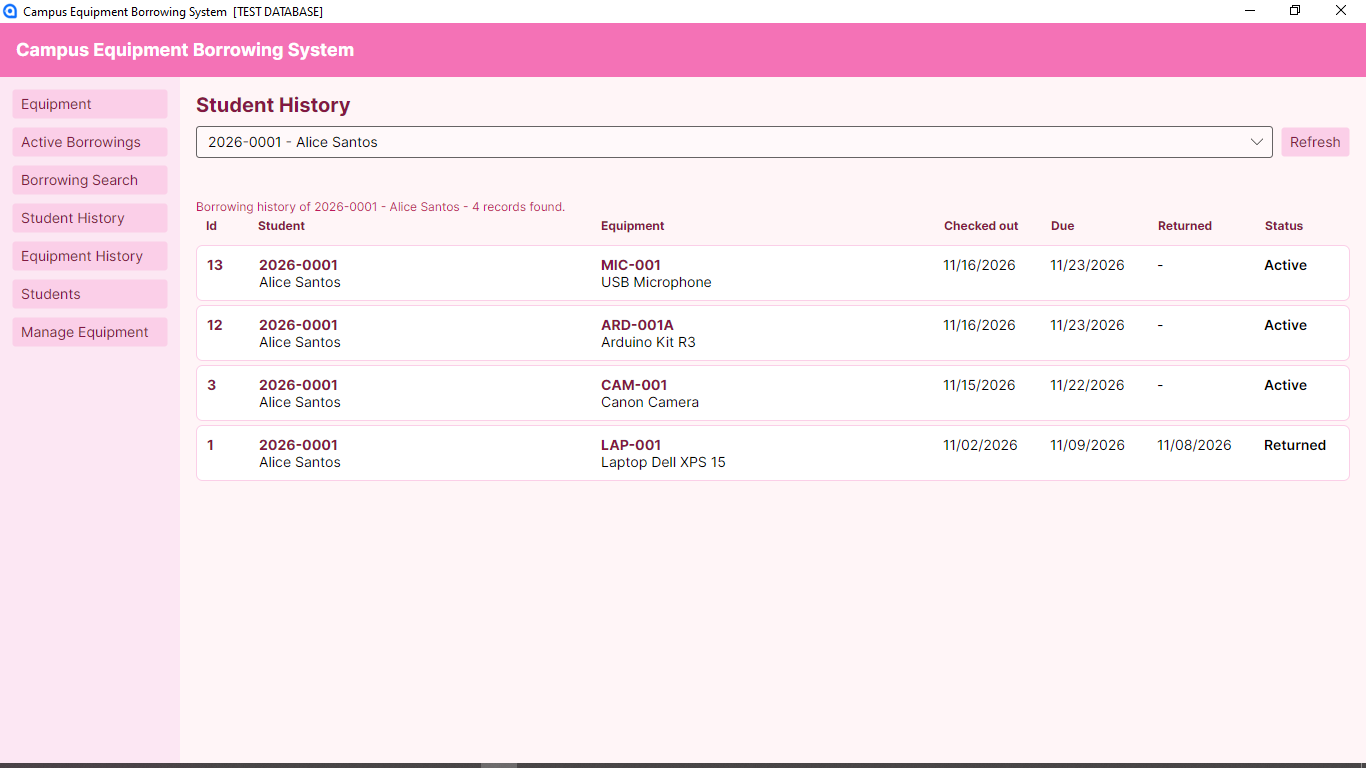 Campus Equipment Borrowing System [TEST DATABASE]
Campus Equipment Borrowing System
Equipment
Active Borrowings
Borrowing Search
Student History
Equipment History
Students
Manage Equipment
Student History
2026-0001 - Alice Santos
Refresh
Borrowing history of 2026-0001 - Alice Santos - 4 records found.
Id Student Equipment Checked out Due Returned Status
13 2026-0001 MIC-001 11/16/2026 11/23/2026 - Active
Alice Santos USB Microphone
12 2026-0001 ARD-001A 11/16/2026 11/23/2026 - Active
Alice Santos Arduino Kit R3
3 2026-0001 CAM-001 11/15/2026 11/22/2026 - Active
Alice Santos Canon Camera
1 2026-0001 LAP-001 11/02/2026 11/09/2026 11/08/2026 Returned
Alice Santos Laptop Dell XPS 15